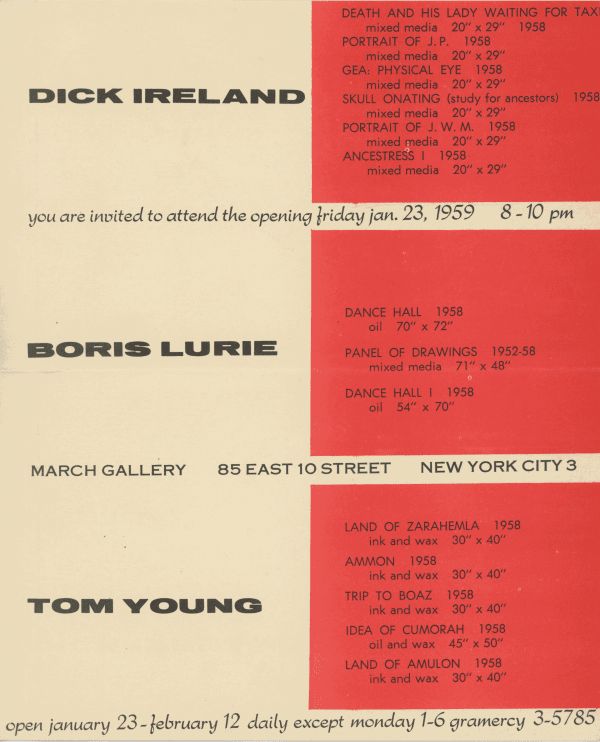 DEATH AND HIS LADY WAITING FOR TAXI
mixed media 20" x 29" 1958
PORTRAIT OF J.P. 1958
mixed media 20" x 29"
GEA: PHYSICAL EYE 1958
mixed media 20" x 29"
DICK IRELAND
SKULL ONATING (study for ancestors) 1958
mixed media 20" x 29"
PORTRAIT OF J. W. M. 1958
mixed media 20" x 29"
ANCESTRESS I 1958
mixed media 20" x 29"
you are invited to attend the opening friday jan. 23, 1959 8-10 pm
DANCE HALL 1958
oil 70" x 72"
BORIS LURIE
PANEL OF DRAWINGS 1952-58
mixed media 71" x 48"
DANCE HALL I 1958
oil 54" x 70"
MARCH GALLERY 85 EAST 10 STREET NEW YORK CITY 3
LAND OF ZARAHEMLA 1958
ink and wax 30" x 40"
AMMON 1958
ink and wax 30" x 40"
TOM YOUNG
TRIP TO BOAZ 1958
ink and wax 30" x 40"
IDEA OF CUMORAH 1958
oil and wax 45" x 50"
LAND OF AMULON 1958
ink and wax 30" x 40"
open january 23-february 12 daily except monday 1-6 gramercy 3-5785